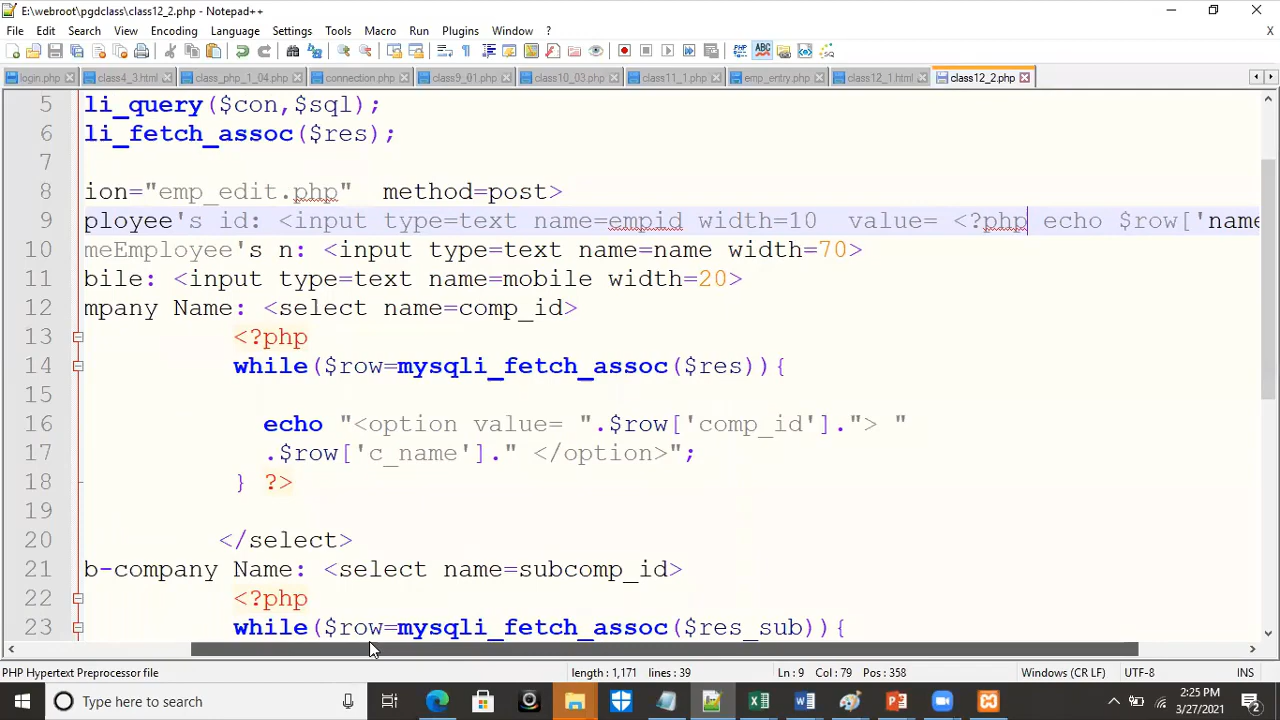 E:\webroot\pgdclass\class12_2.php - Notepad++
File Edit Search View Encoding Language Settings Tools Macro Run Plugins Window ? X
login.php class4_3.html class_php_1_04.php connection.php class9_01.php class10_03.php class11_1.php emp_entry.php class12_1.html class12_2.php
5 li_query($con,$sql);
6 li_fetch_assoc($res);
7
8 ion="emp_edit.php"  method=post>
9 ployee's id: <input type=text name=empid width=10  value= <?php echo $row['name
10 meEmployee's n: <input type=text name=name width=70>
11 bile: <input type=text name=mobile width=20>
12 mpany Name: <select name=comp_id>
13 <?php
14 while($row=mysqli_fetch_assoc($res)){
15
16 echo "<option value= ".$row['comp_id']."> "
17 .$row['c_name']." </option>";
18 } ?>
19
20 </select>
21 b-company Name: <select name=subcomp_id>
22 <?php
23 while($row=mysqli_fetch_assoc($res_sub)){
PHP Hypertext Preprocessor file length : 1,171 lines : 39 Ln : 9 Col : 79 Pos : 358 Windows (CR LF) UTF-8 INS
Type here to search
2:25 PM
3/27/2021
2